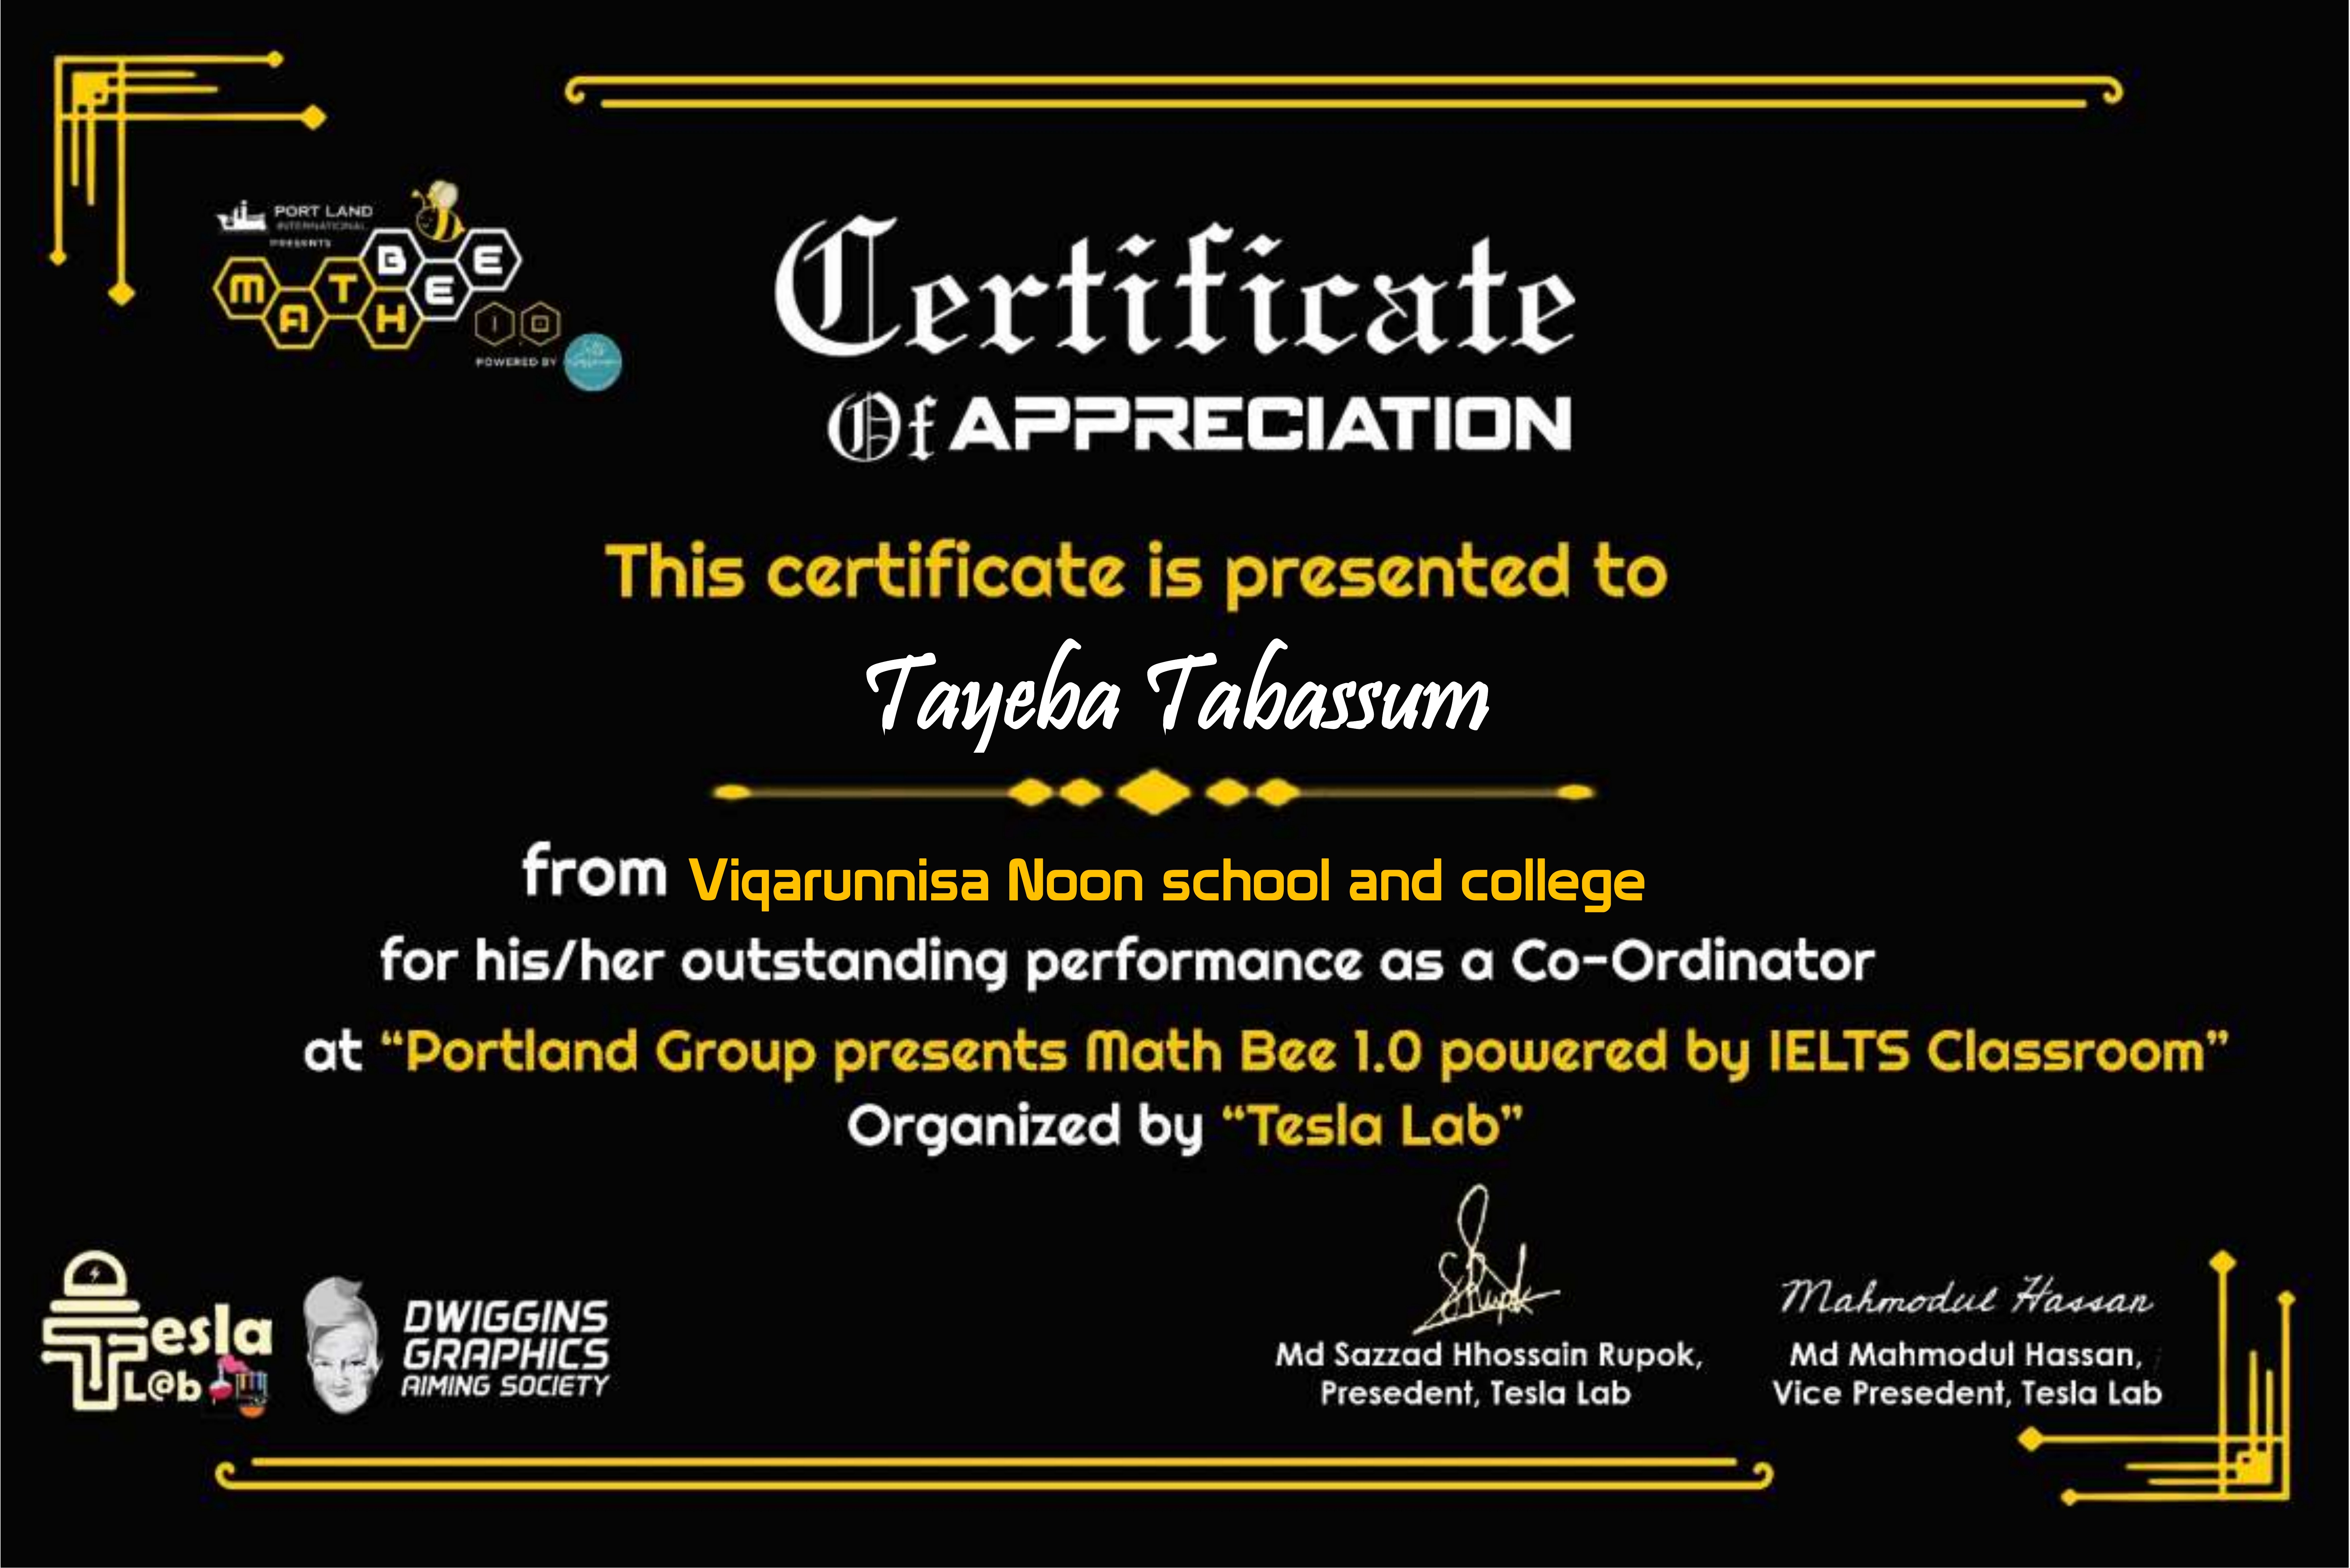 PORT LAND
INTERNATIONAL
PRESENTS
MATH BEE
1.0
POWERED BY
Certificate
Of APPRECIATION
This certificate is presented to
Tayeba Tabassum
from Viqarunnisa Noon school and college
for his/her outstanding performance as a Co-Ordinator
at “Portland Group presents Math Bee 1.0 powered by IELTS Classroom”
Organized by “Tesla Lab”
Tesla
L@b
DWIGGINS
GRAPHICS
AIMING SOCIETY
SRupok
Md Sazzad Hhossain Rupok,
Presedent, Tesla Lab
Mahmodul Hassan
Md Mahmodul Hassan,
Vice Presedent, Tesla Lab